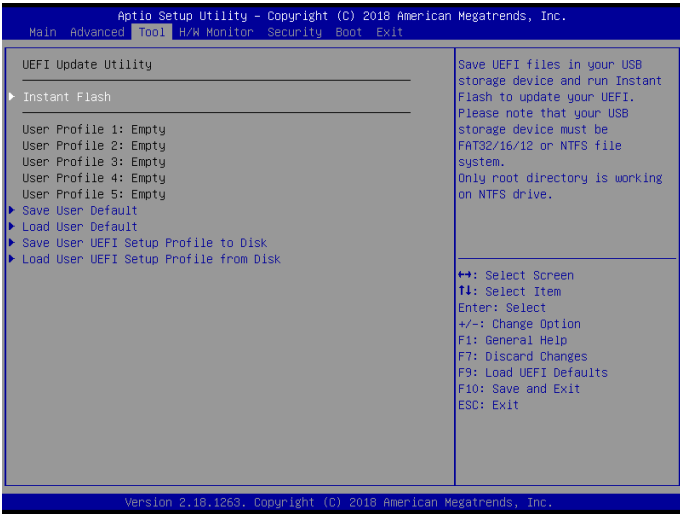 Aptio Setup Utility – Copyright (C) 2018 American Megatrends, Inc.
Main Advanced Tool H/W Monitor Security Boot Exit
UEFI Update Utility
Instant Flash
User Profile 1: Empty
User Profile 2: Empty
User Profile 3: Empty
User Profile 4: Empty
User Profile 5: Empty
Save User Default
Load User Default
Save User UEFI Setup Profile to Disk
Load User UEFI Setup Profile from Disk
Save UEFI files in your USB
storage device and run Instant
Flash to update your UEFI.
Please note that your USB
storage device must be
FAT32/16/12 or NTFS file
system.
Only root directory is working
on NTFS drive.
↔: Select Screen
↑↓: Select Item
Enter: Select
+/-: Change Option
F1: General Help
F7: Discard Changes
F9: Load UEFI Defaults
F10: Save and Exit
ESC: Exit
Version 2.18.1263. Copyright (C) 2018 American Megatrends, Inc.